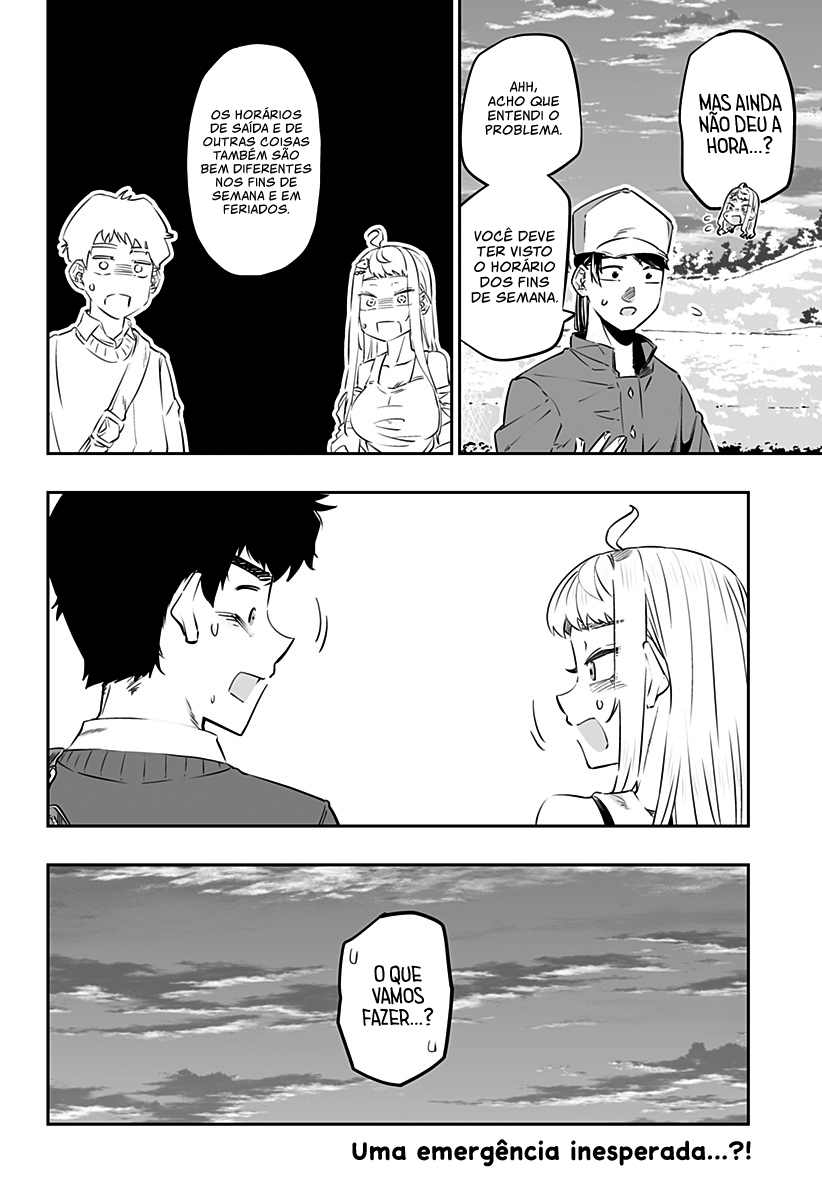 MAS AINDA
NÃO DEU A
HORA...?
AHH,
ACHO QUE
ENTENDI O
PROBLEMA.
VOCÊ DEVE
TER VISTO
O HORÁRIO
DOS FINS
DE SEMANA.
OS HORÁRIOS
DE SAÍDA E DE
OUTRAS COISAS
TAMBÉM SÃO
BEM DIFERENTES
NOS FINS DE
SEMANA E EM
FERIADOS.
O QUE
VAMOS
FAZER...?
Uma emergência inesperada...?!